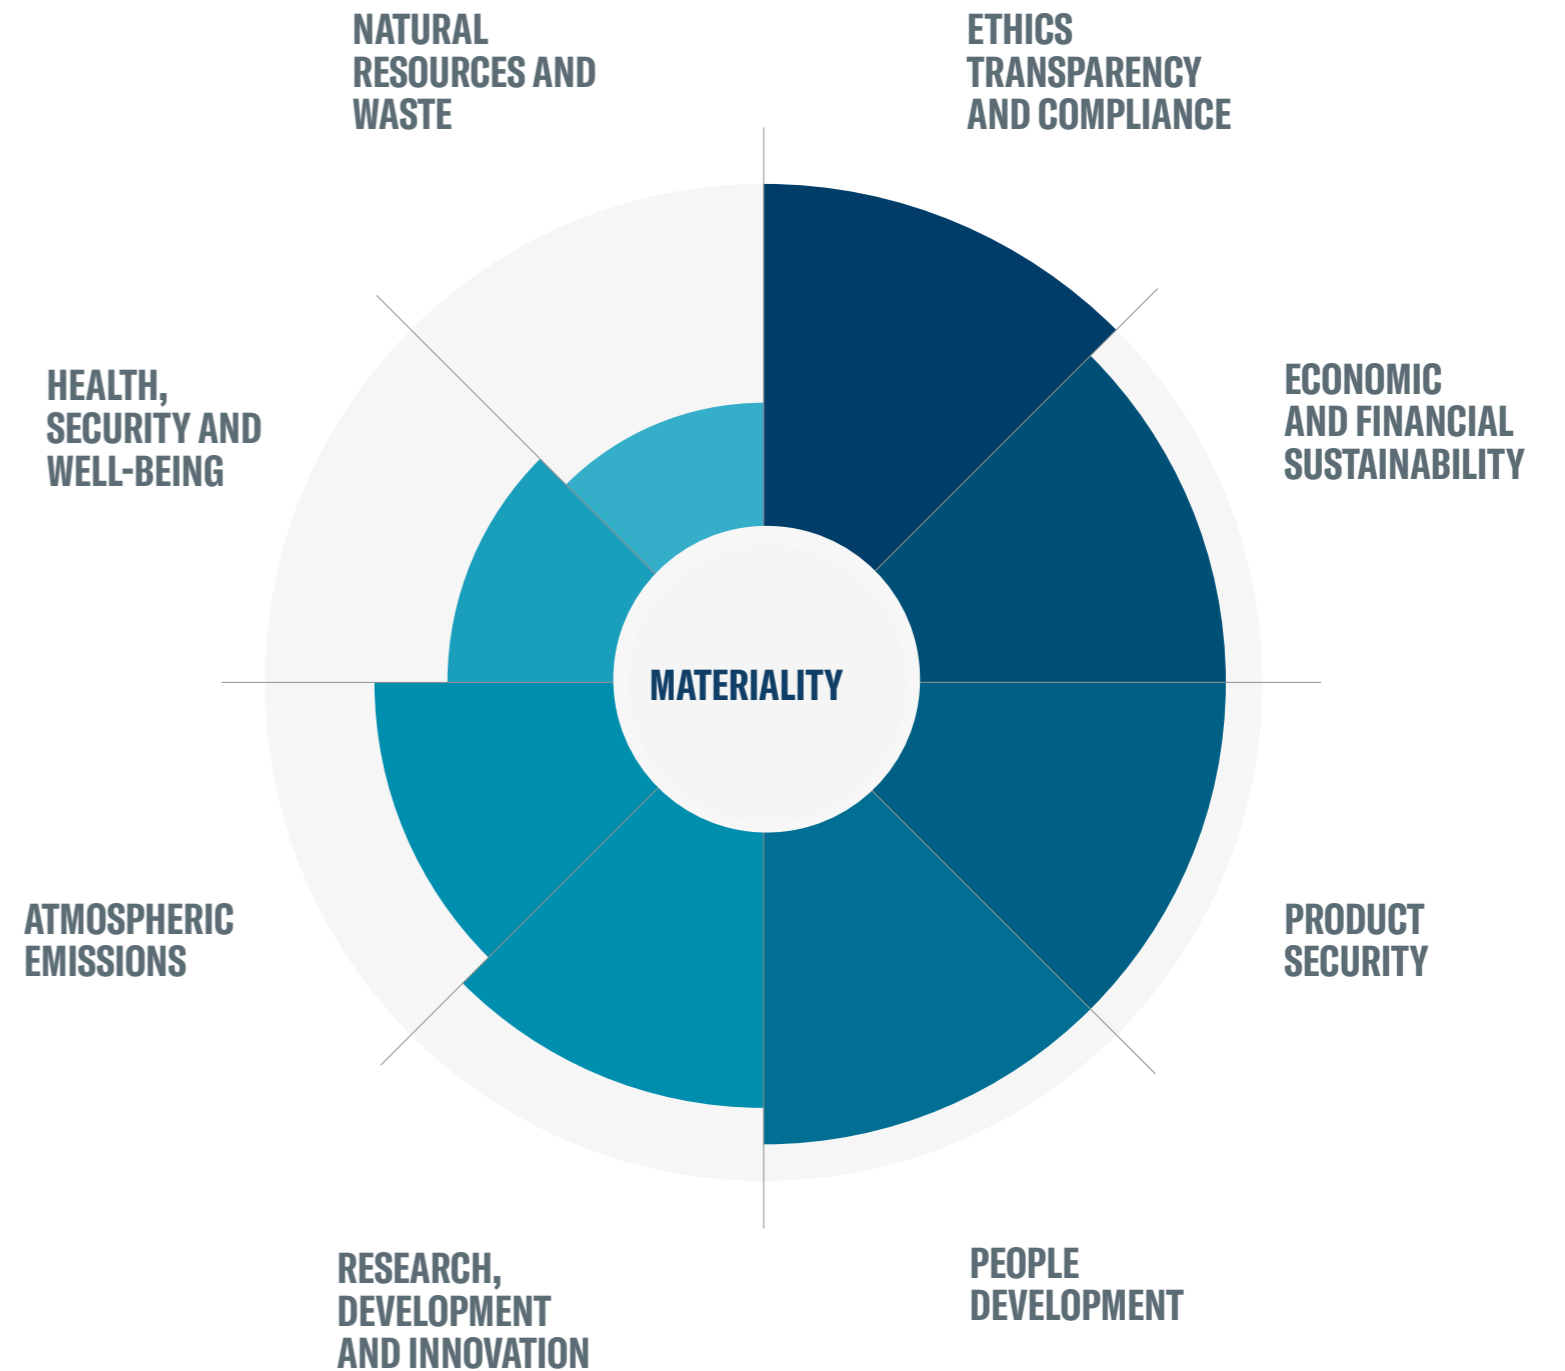 NATURAL
RESOURCES AND
WASTE
ETHICS
TRANSPARENCY
AND COMPLIANCE
HEALTH,
SECURITY AND
WELL-BEING
ECONOMIC
AND FINANCIAL
SUSTAINABILITY
MATERIALITY
ATMOSPHERIC
EMISSIONS
PRODUCT
SECURITY
RESEARCH,
DEVELOPMENT
AND INNOVATION
PEOPLE
DEVELOPMENT